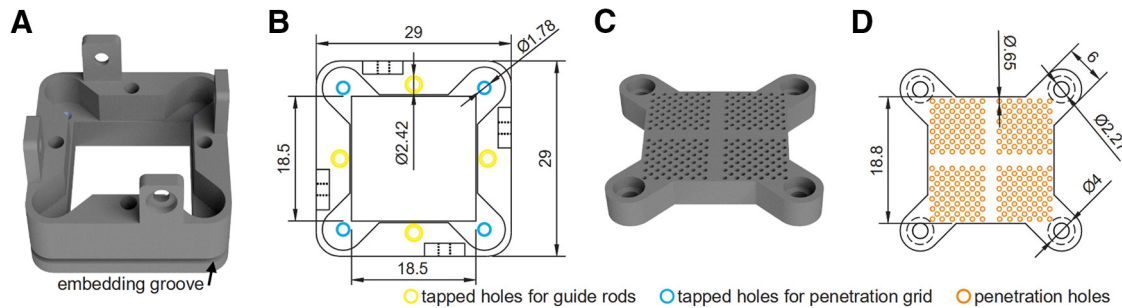 A
B
C
D
29
Ø1.78
18.5
Ø2.42
29
18.5
embedding groove
Ø.65
6
18.8
Ø2.27
Ø4
tapped holes for guide rods
tapped holes for penetration grid
penetration holes